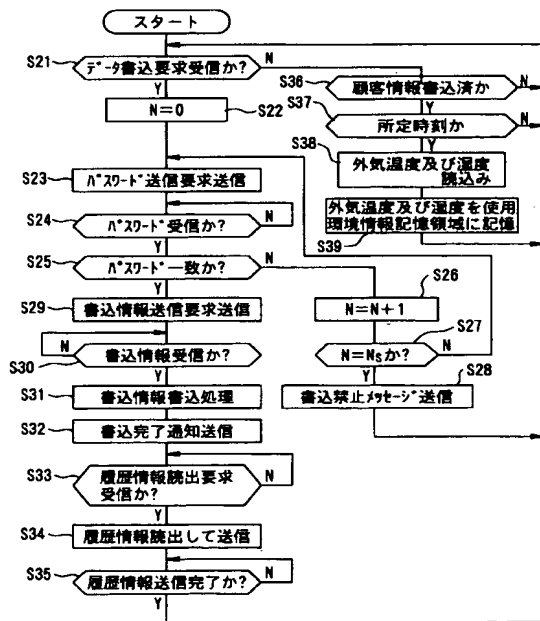 スタート
S21
データ書込要求受信か?
N
Y
S22
N=0
S23
パスワード送信要求送信
S24
パスワード受信か?
N
Y
S25
パスワード一致か?
N
Y
S29
書込情報送信要求送信
S30
書込情報受信か?
N
Y
S31
書込情報書込処理
S32
書込完了通知送信
S33
履歴情報読出要求
受信か?
N
Y
S34
履歴情報読出して送信
S35
履歴情報送信完了か?
N
Y
S36
顧客情報書込済か
N
Y
S37
所定時刻か
N
Y
S38
外気温度及び湿度
読込み
外気温度及び湿度を使用
環境情報記憶領域に記憶
S39
S26
N=N+1
S27
N=Nsか?
N
Y
S28
書込禁止メッセージ送信